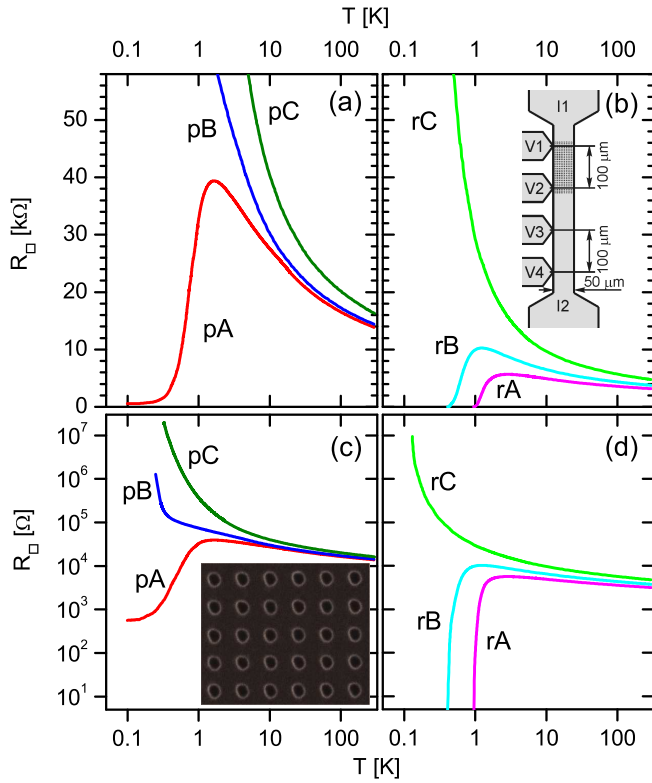 T [K]
0.1 1 10 100 0.1 1 10 100
R□ [kΩ]
50
40
30
20
10
0
(a)
pB
pC
pA
(b)
rC
rB
rA
I1
V1
V2
V3
V4
I2
100 μm
100 μm
50 μm
R□ [Ω]
10^7
10^6
10^5
10^4
10^3
10^2
10^1
(c)
pC
pB
pA
(d)
rC
rB
rA
0.1 1 10 100 0.1 1 10 100
T [K]